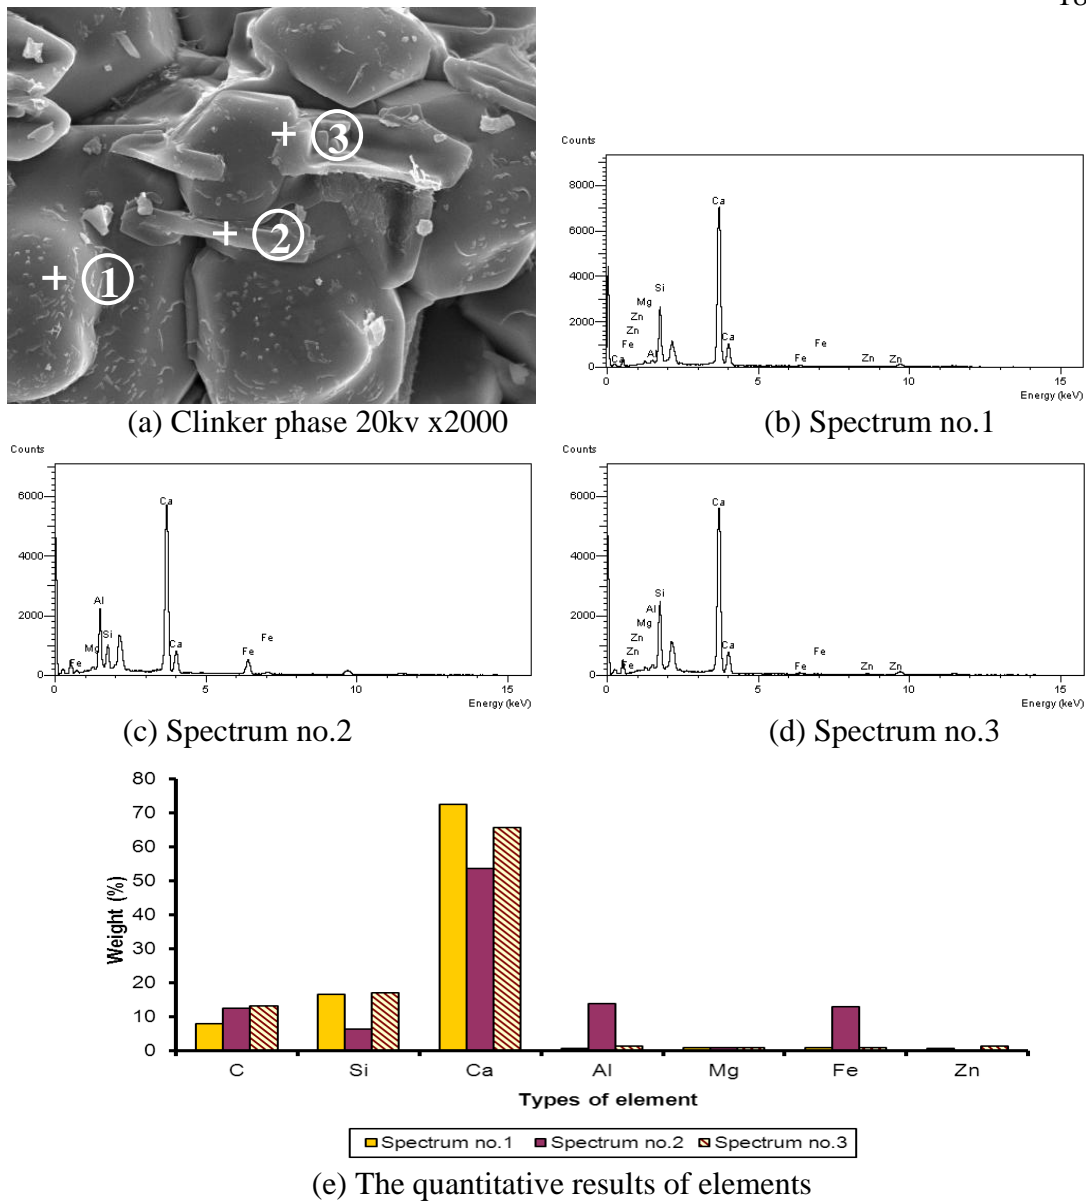 3
2
1
(a) Clinker phase 20kv x2000
Counts
8000
6000
4000
2000
0
Ca
Si
Mg
Zn
Zn
Fe
Ca
Al
Ca
Fe
Fe
Zn
Zn
0
5
10
15
Energy (keV)
(b) Spectrum no.1
Counts
6000
4000
2000
0
Ca
Al
Si
Mg
Fe
Ca
Fe
Fe
0
5
10
15
Energy (keV)
(c) Spectrum no.2
Counts
6000
4000
2000
0
Ca
Si
Al
Mg
Zn
Zn
Fe
Ca
Fe
Fe
Zn
Zn
0
5
10
15
Energy (keV)
(d) Spectrum no.3
80
70
60
50
40
30
20
10
0
Weight (%)
C Si Ca Al Mg Fe Zn
Types of element
Spectrum no.1 Spectrum no.2 Spectrum no.3
(e) The quantitative results of elements